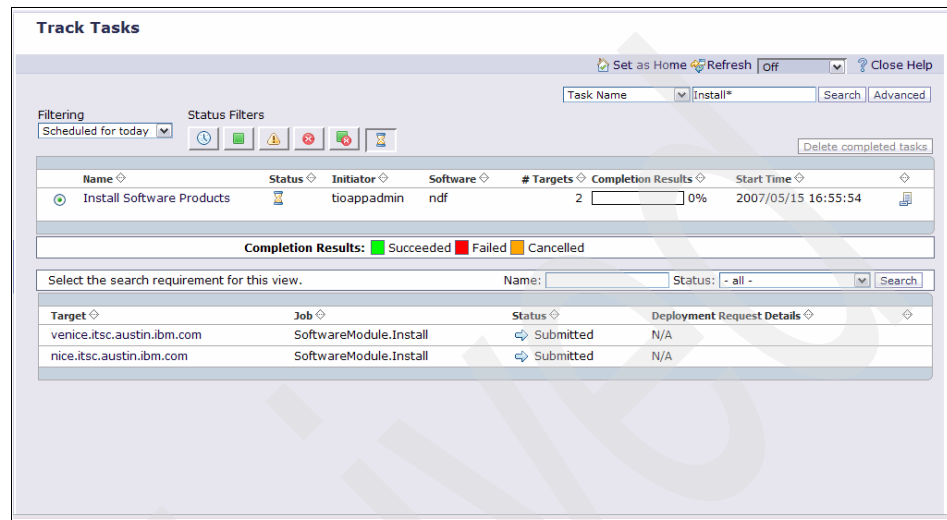 Track Tasks
Set as Home Refresh Off Close Help
Task Name Install* Search Advanced
Filtering Status Filters
Scheduled for today
Delete completed tasks
Name Status Initiator Software # Targets Completion Results Start Time
Install Software Products tioappadmin ndf 2 0% 2007/05/15 16:55:54
Completion Results: Succeeded Failed Cancelled
Select the search requirement for this view. Name: Status: - all - Search
Target Job Status Deployment Request Details
venice.itsc.austin.ibm.com SoftwareModule.Install Submitted N/A
nice.itsc.austin.ibm.com SoftwareModule.Install Submitted N/A